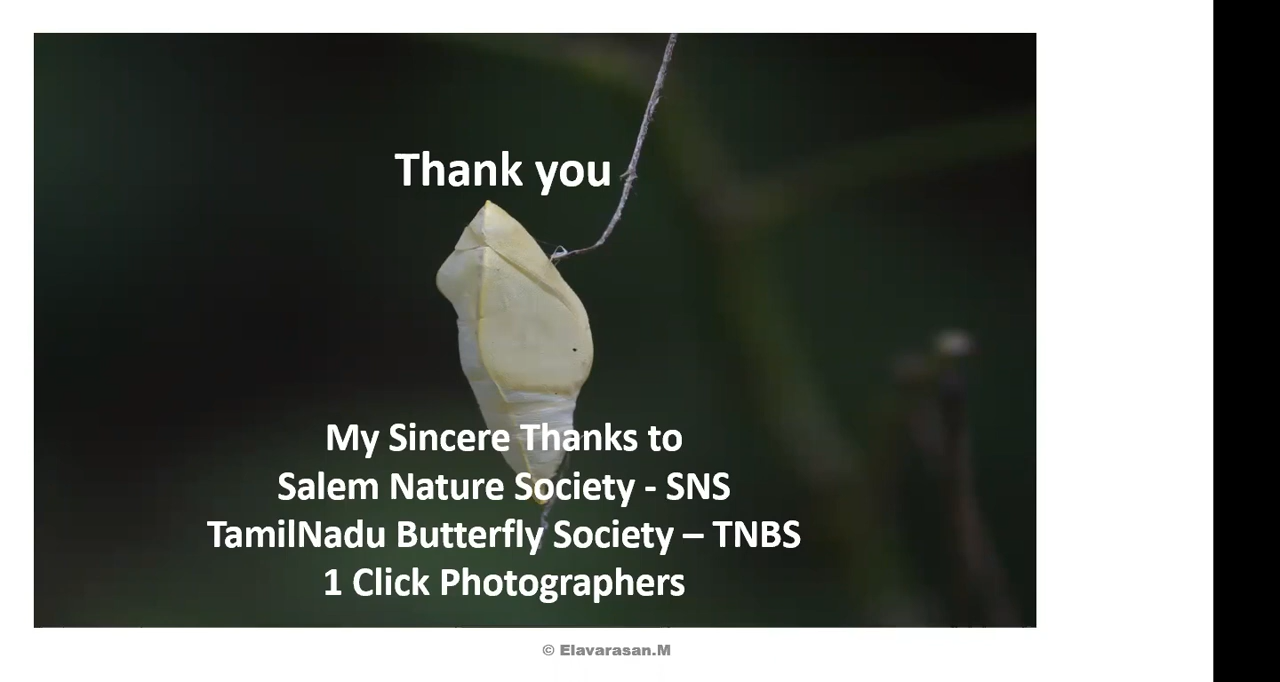 Thank you
My Sincere Thanks to
Salem Nature Society - SNS
TamilNadu Butterfly Society – TNBS
1 Click Photographers
© Elavarasan.M